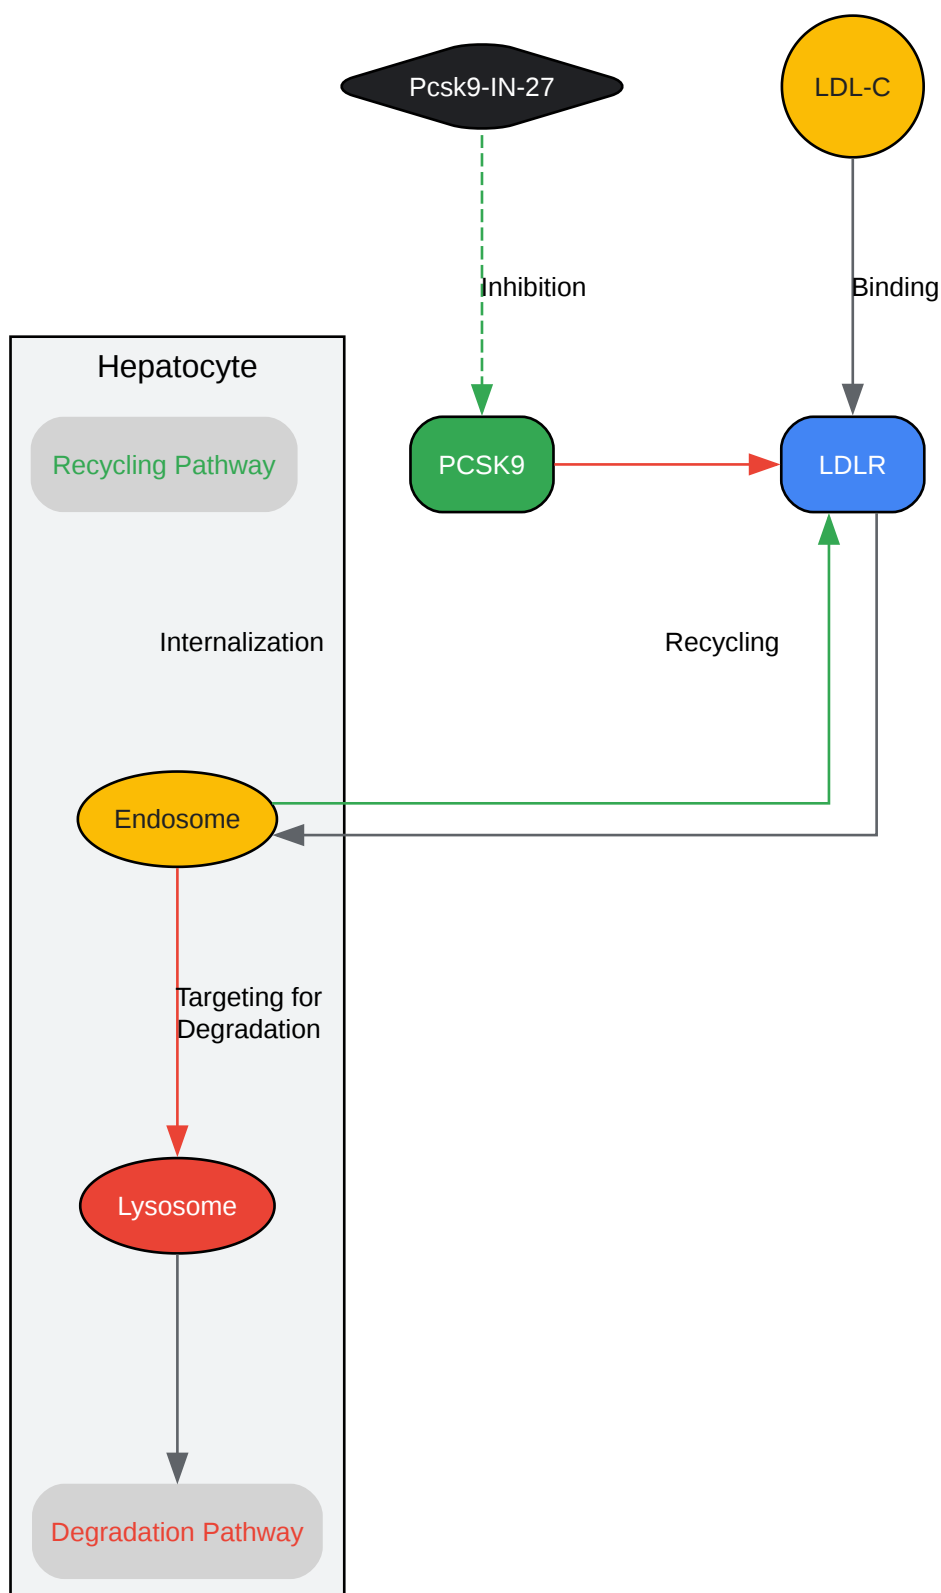 Pcsk9-IN-27
LDL-C
Inhibition
Binding
Hepatocyte
Recycling Pathway
PCSK9
LDLR
Internalization
Recycling
Endosome
Targeting for
Degradation
Lysosome
Degradation Pathway